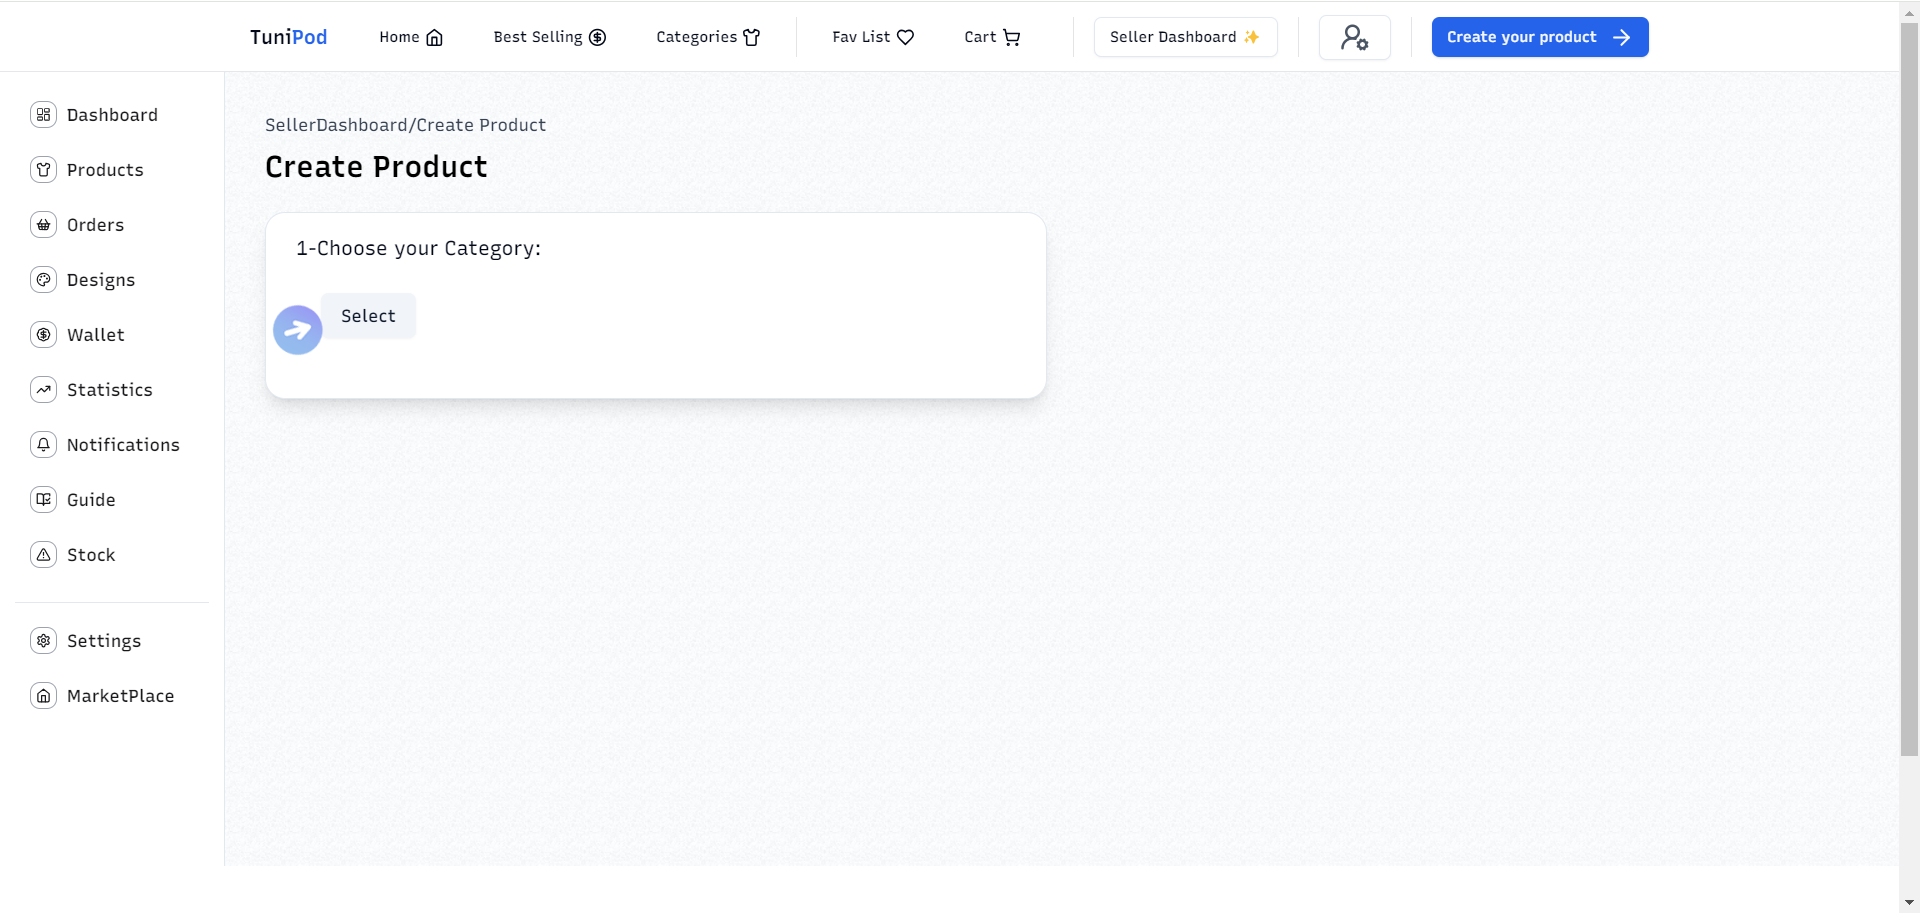 TuniPod Home Best Selling Categories Fav List Cart Seller Dashboard ✨ Create your product
Dashboard
Products
Orders
Designs
Wallet
Statistics
Notifications
Guide
Stock
Settings
MarketPlace
SellerDashboard/Create Product
Create Product
1-Choose your Category:
Select